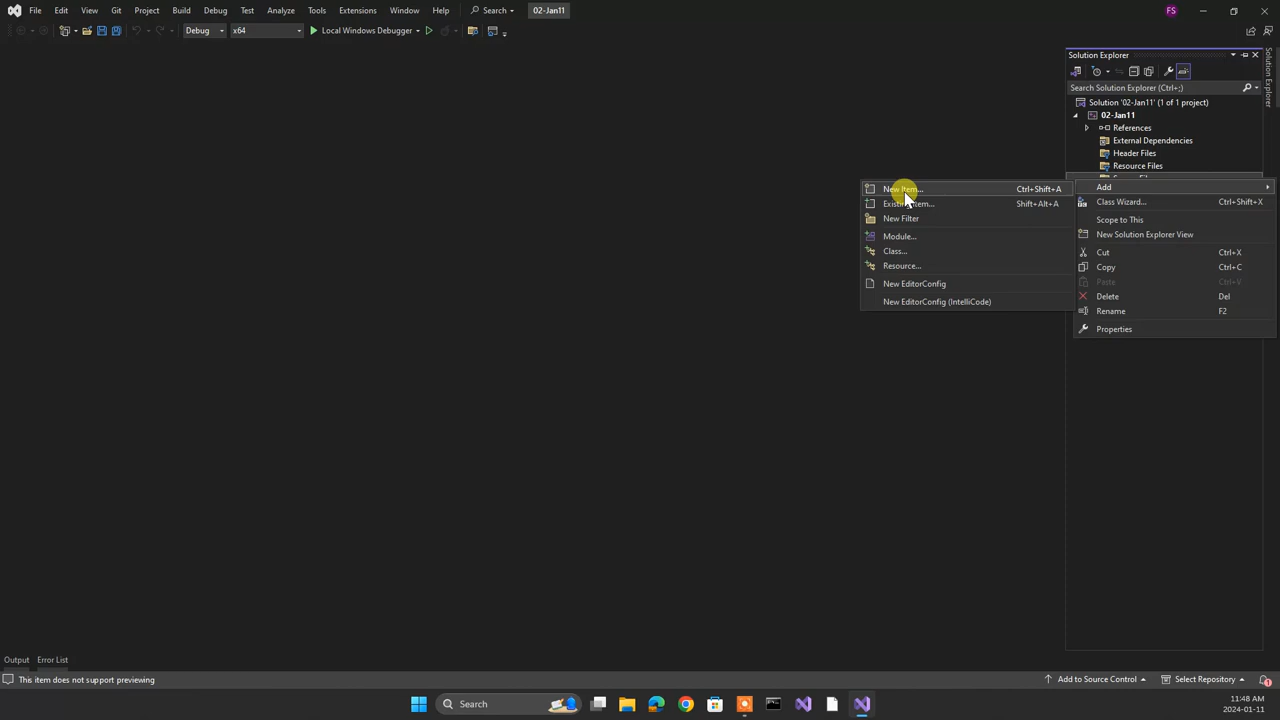 File Edit View Git Project Build Debug Test Analyze Tools Extensions Window Help Search 02-Jan11 FS
Debug x64 Local Windows Debugger
Solution Explorer
Solution Explorer
Search Solution Explorer (Ctrl+;)
Solution '02-Jan11' (1 of 1 project)
02-Jan11
References
External Dependencies
Header Files
Resource Files
Add
Class Wizard... Ctrl+Shift+X
Scope to This
New Solution Explorer View
Cut Ctrl+X
Copy Ctrl+C
Paste Ctrl+V
Delete Del
Rename F2
Properties
New Item... Ctrl+Shift+A
Existing Item... Shift+Alt+A
New Filter
Module...
Class...
Resource...
New EditorConfig
New EditorConfig (IntelliCode)
Output Error List
This item does not support previewing
Add to Source Control Select Repository 1
Search
11:48 AM
2024-01-11